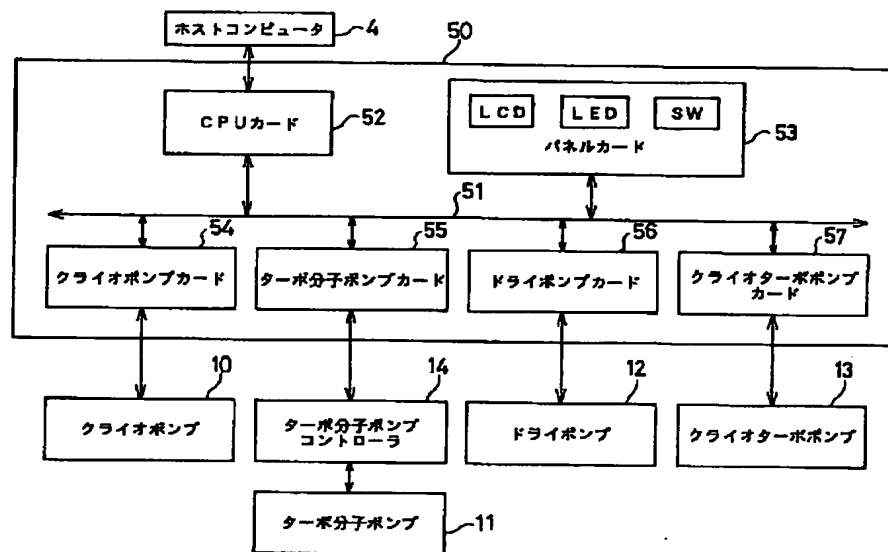 ホストコンピュータ
4
50
CPUカード
52
LCD
LED
SW
パネルカード
53
51
54
55
56
57
クライオポンプカード
ターボ分子ポンプカード
ドライポンプカード
クライオターボポンプ
カード
10
14
12
13
クライオポンプ
ターボ分子ポンプ
コントローラ
ドライポンプ
クライオターボポンプ
ターボ分子ポンプ
11